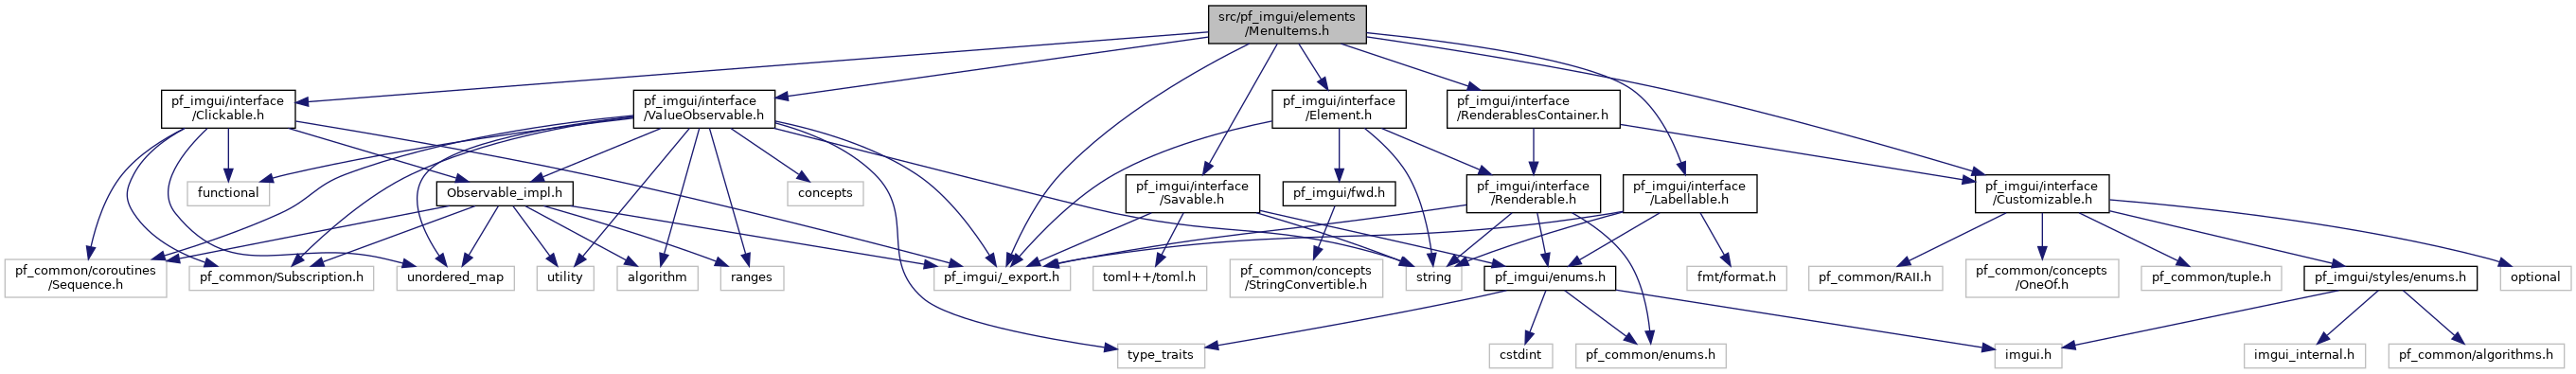 src/pf_imgui/elements
/MenuItems.h
pf_imgui/interface
/Clickable.h
pf_imgui/interface
/ValueObservable.h
pf_imgui/interface
/Element.h
pf_imgui/interface
/RenderablesContainer.h
functional
Observable_impl.h
concepts
pf_imgui/interface
/Savable.h
pf_imgui/fwd.h
pf_imgui/interface
/Renderable.h
pf_imgui/interface
/Labellable.h
pf_imgui/interface
/Customizable.h
pf_common/coroutines
/Sequence.h
pf_common/Subscription.h
unordered_map
utility
algorithm
ranges
pf_imgui/_export.h
toml++/toml.h
pf_common/concepts
/StringConvertible.h
string
pf_imgui/enums.h
fmt/format.h
pf_common/RAII.h
pf_common/concepts
/OneOf.h
pf_common/tuple.h
pf_imgui/styles/enums.h
optional
type_traits
cstdint
pf_common/enums.h
imgui.h
imgui_internal.h
pf_common/algorithms.h